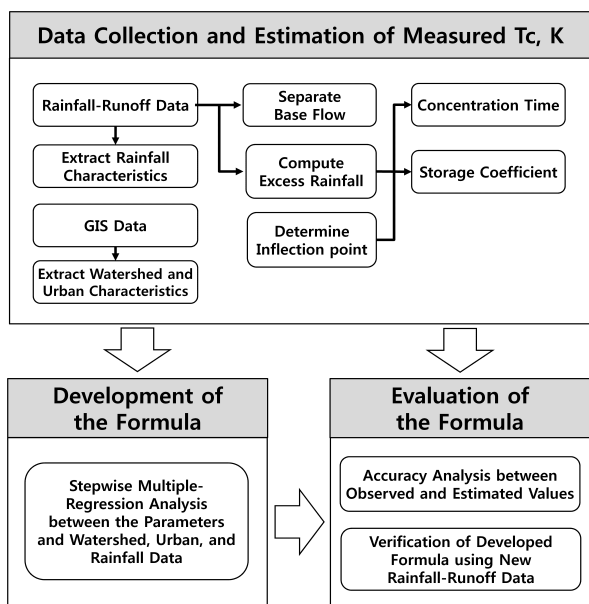 Data Collection and Estimation of Measured Tc, K
Rainfall-Runoff Data
Extract Rainfall
Characteristics
GIS Data
Extract Watershed and
Urban Characteristics
Separate
Base Flow
Compute
Excess Rainfall
Determine
Inflection point
Concentration Time
Storage Coefficient
Development of
the Formula
Stepwise Multiple-
Regression Analysis
between the Parameters
and Watershed, Urban, and
Rainfall Data
Evaluation of
the Formula
Accuracy Analysis between
Observed and Estimated Values
Verification of Developed
Formula using New
Rainfall-Runoff Data